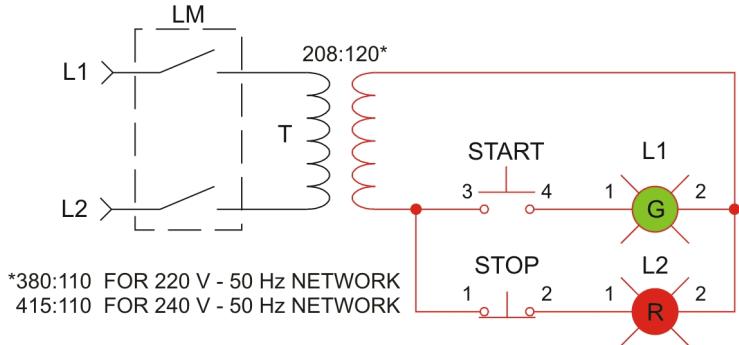 LM
L1
208:120*
T
START
L1
3
4
1
G
2
L2
*380:110 FOR 220 V - 50 Hz NETWORK
415:110 FOR 240 V - 50 Hz NETWORK
STOP
L2
1
2
1
R
2